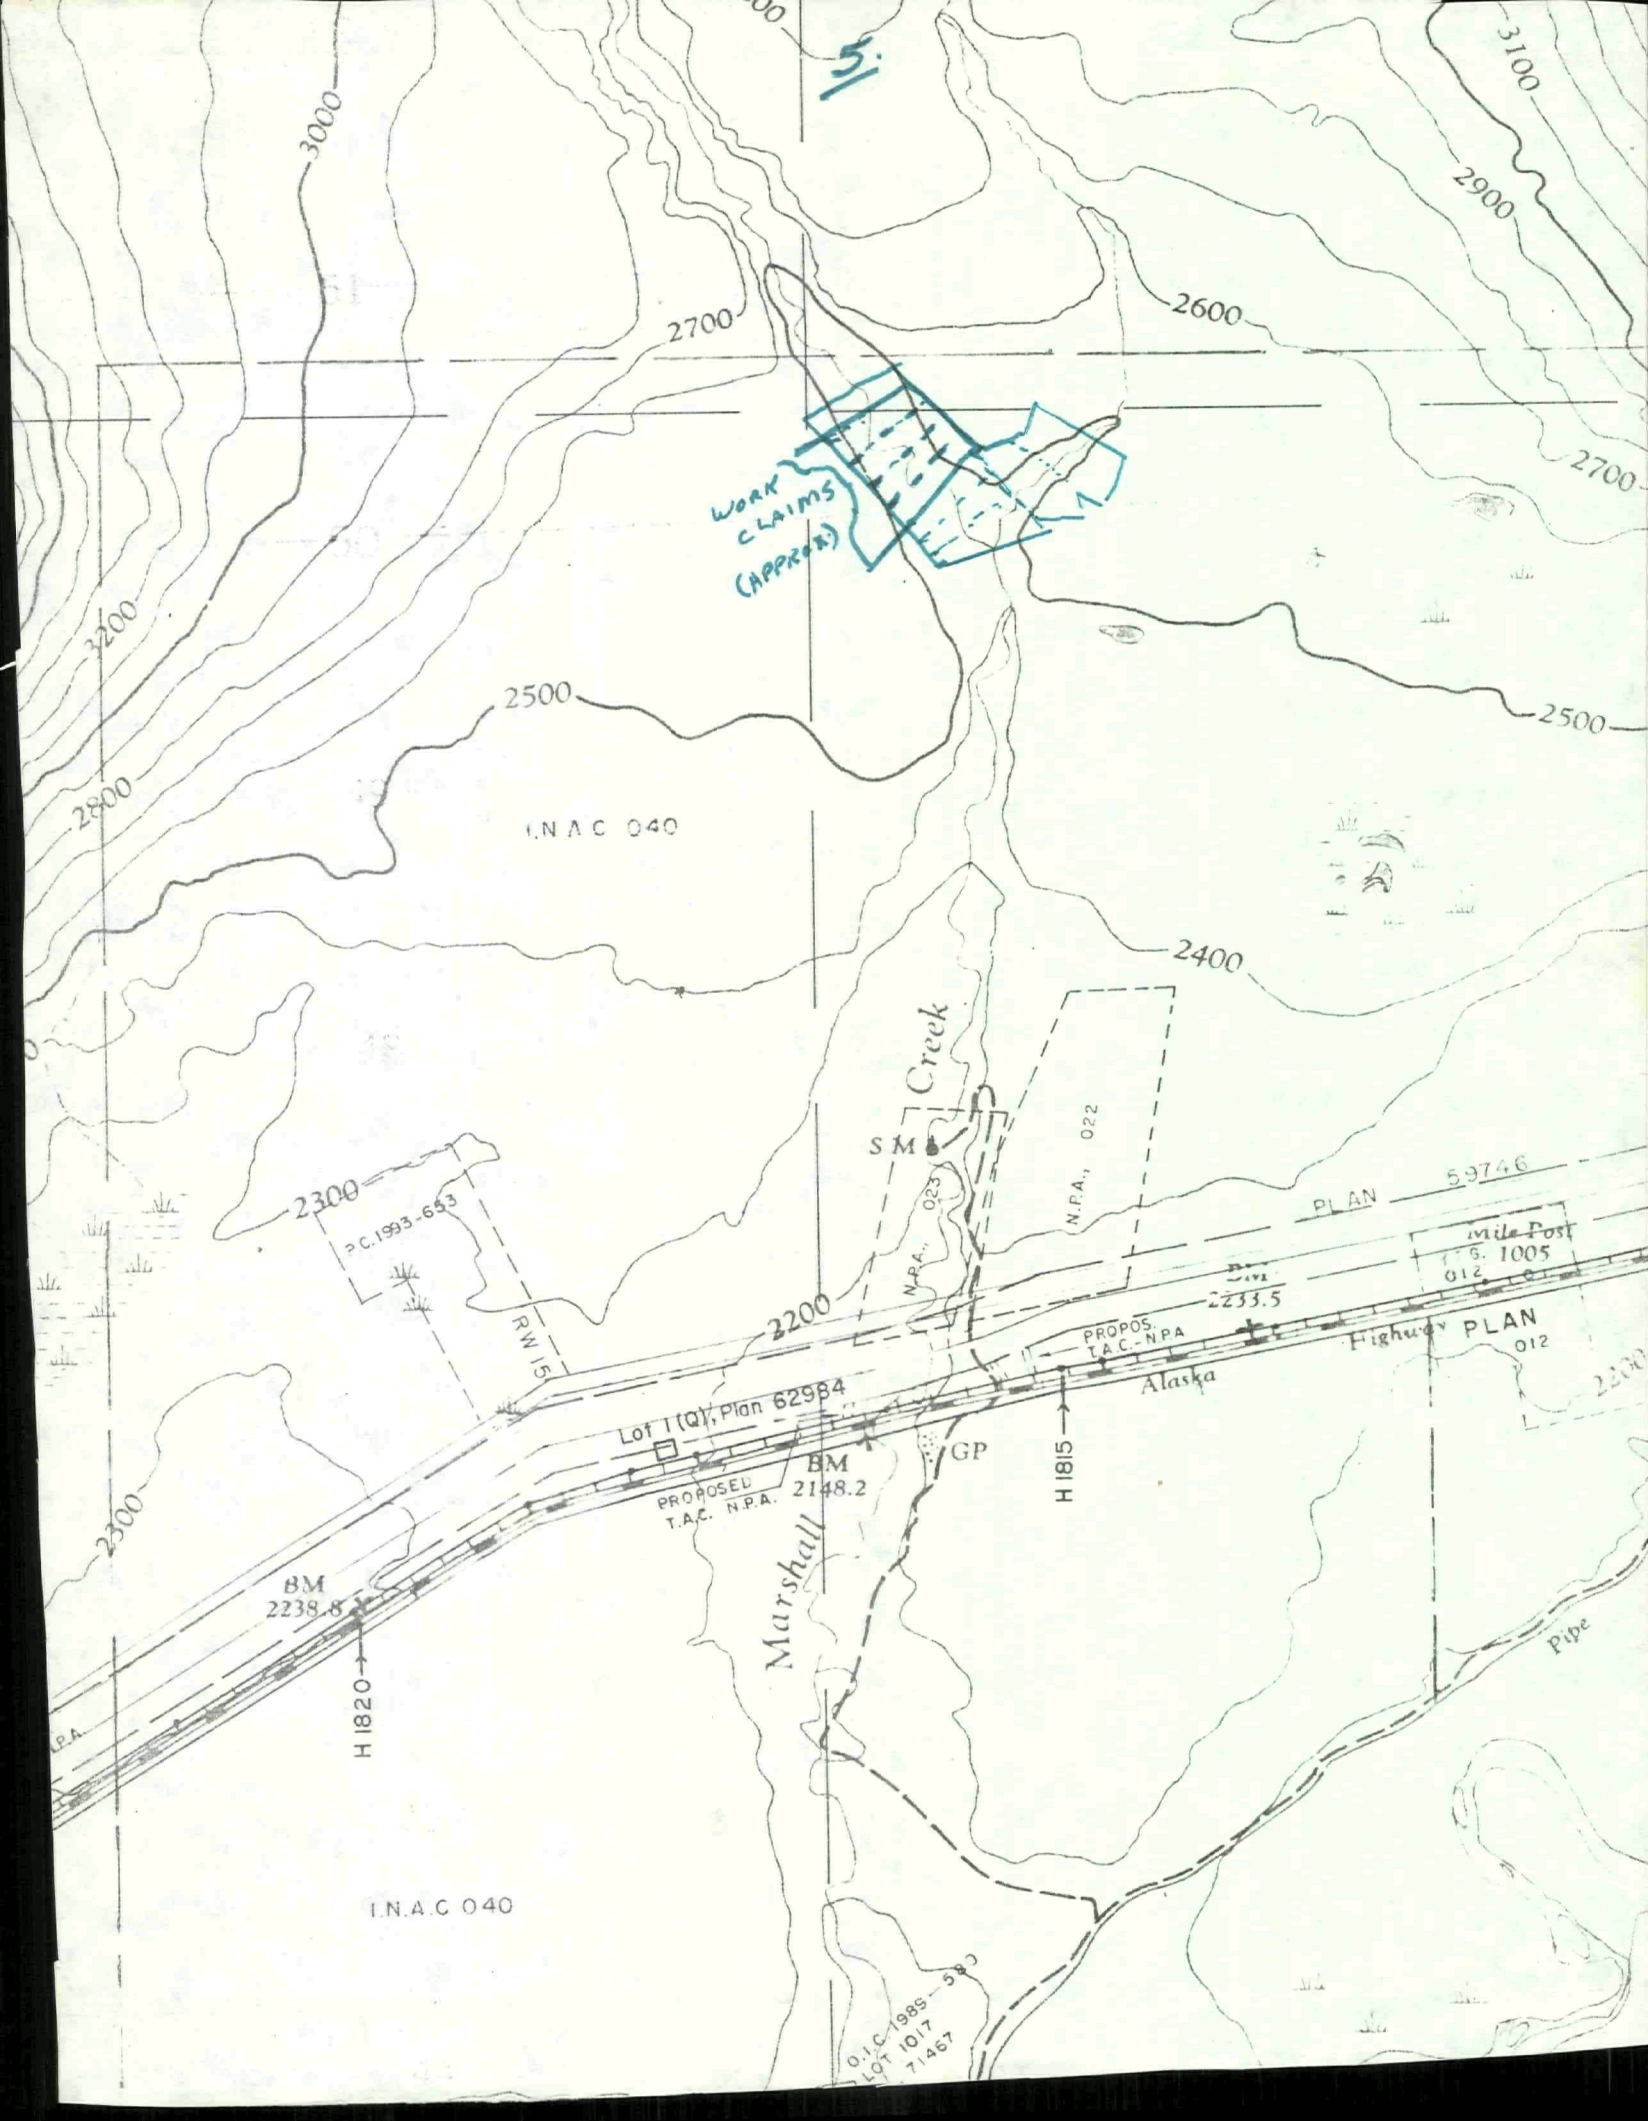 5.
3000
3100
2900
2700
2600
2700
WORK
CLAIMS
(APPROX)
3200
2500
2500
2800
I.N.A.C 040
2400
Creek
S M
N.P.A., 023
N.P.A., 022
2300
P.C.1993-653
RW 15
PLAN 59746
Mile Post
1005
012
BM
2233.5
2200
PROPOS.
T.A.C.-N.P.A
Highway
PLAN
012
Alaska
2200
Lot 1(Q), Plan 62984
GP
H 1815
BM
2148.2
PROPOSED
T.A.C. N.P.A.
2300
Marshall
BM
2238.8
H 1820
Pipe
I.N.A.C 040
LOT 1017
71467